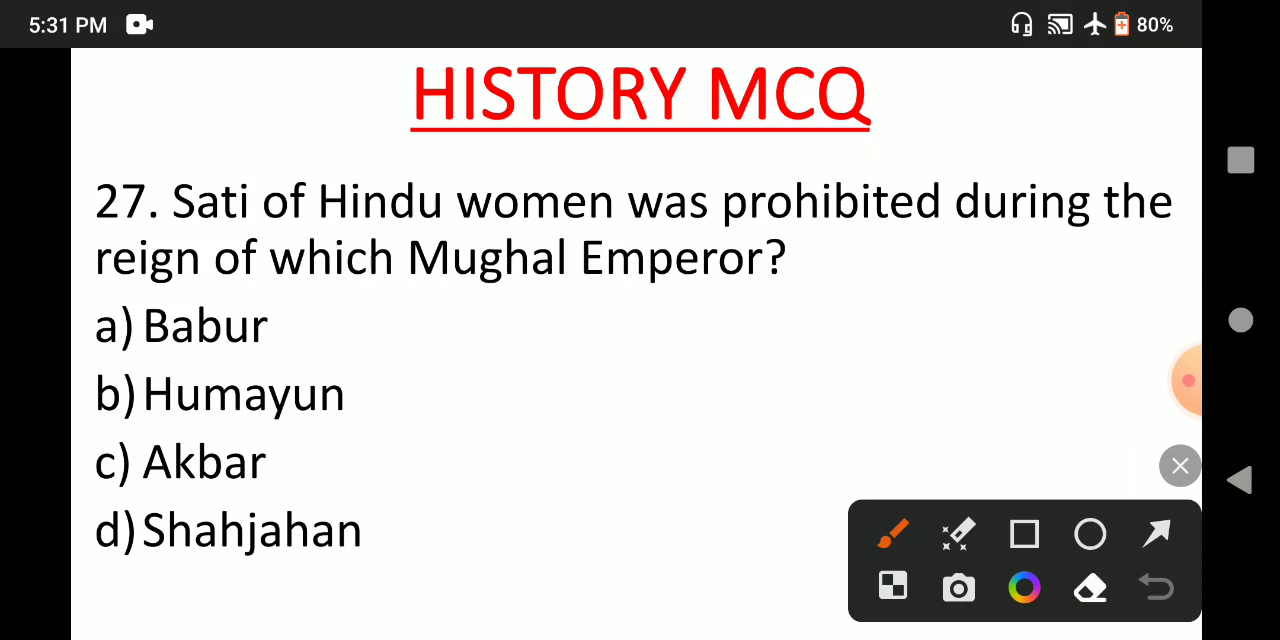 5:31 PM
80%
HISTORY MCQ
27. Sati of Hindu women was prohibited during the
reign of which Mughal Emperor?
a) Babur
b) Humayun
c) Akbar
d) Shahjahan